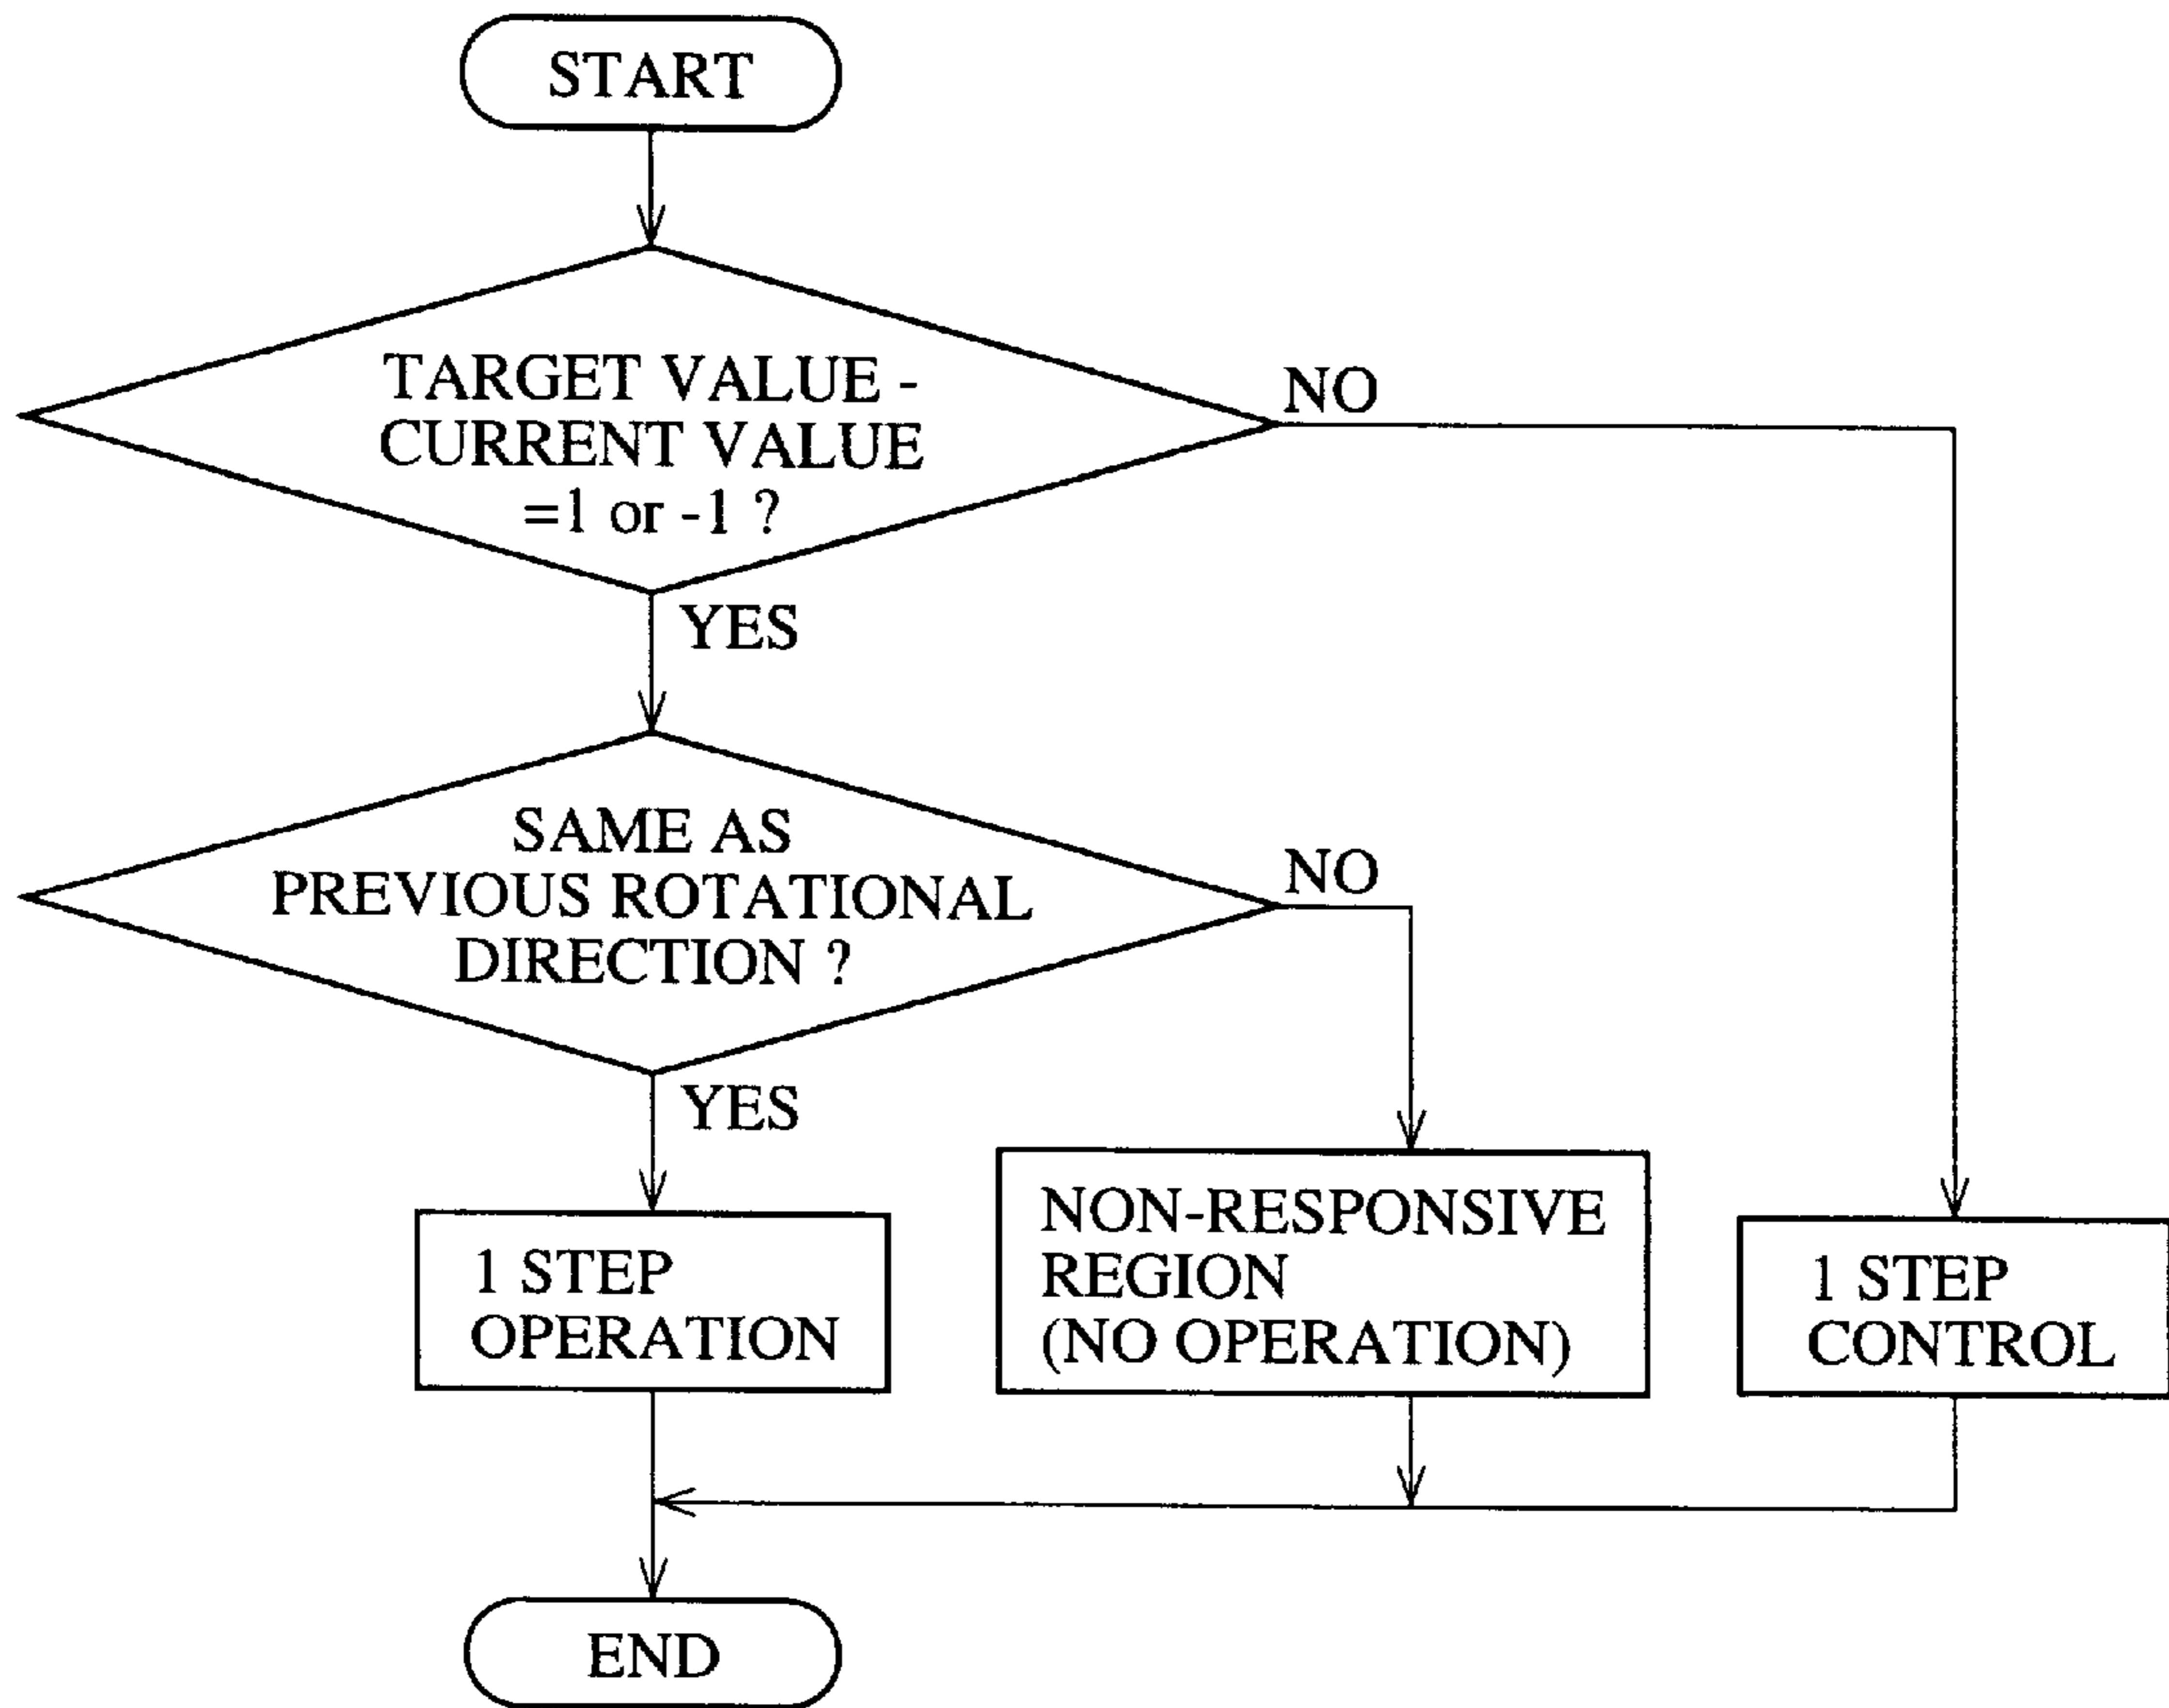 START
TARGET VALUE -
CURRENT VALUE
=1 or -1 ?
NO
YES
SAME AS
PREVIOUS ROTATIONAL
DIRECTION ?
NO
YES
1 STEP
OPERATION
NON-RESPONSIVE
REGION
(NO OPERATION)
1 STEP
CONTROL
END